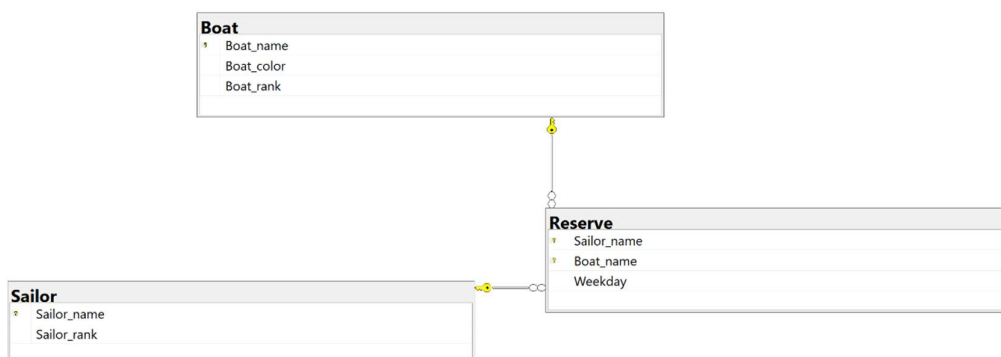 Boat
Boat_name
Boat_color
Boat_rank
Reserve
Sailor_name
Boat_name
Weekday
Sailor
Sailor_name
Sailor_rank